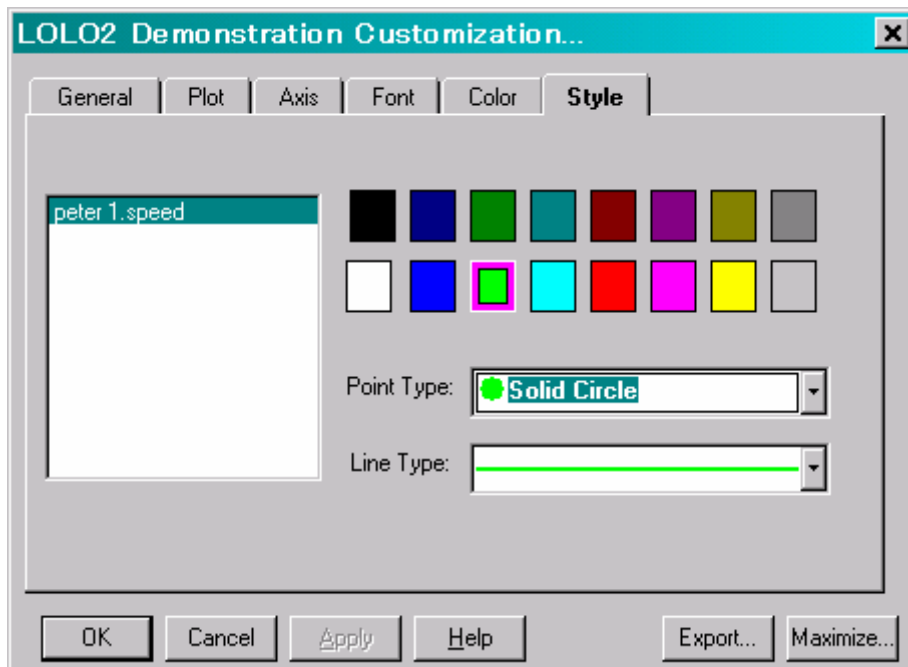 LOLO2 Demonstration Customization...
General Plot Axis Font Color Style
peter 1.speed
Point Type: Solid Circle
Line Type:
OK Cancel Apply Help Export... Maximize...